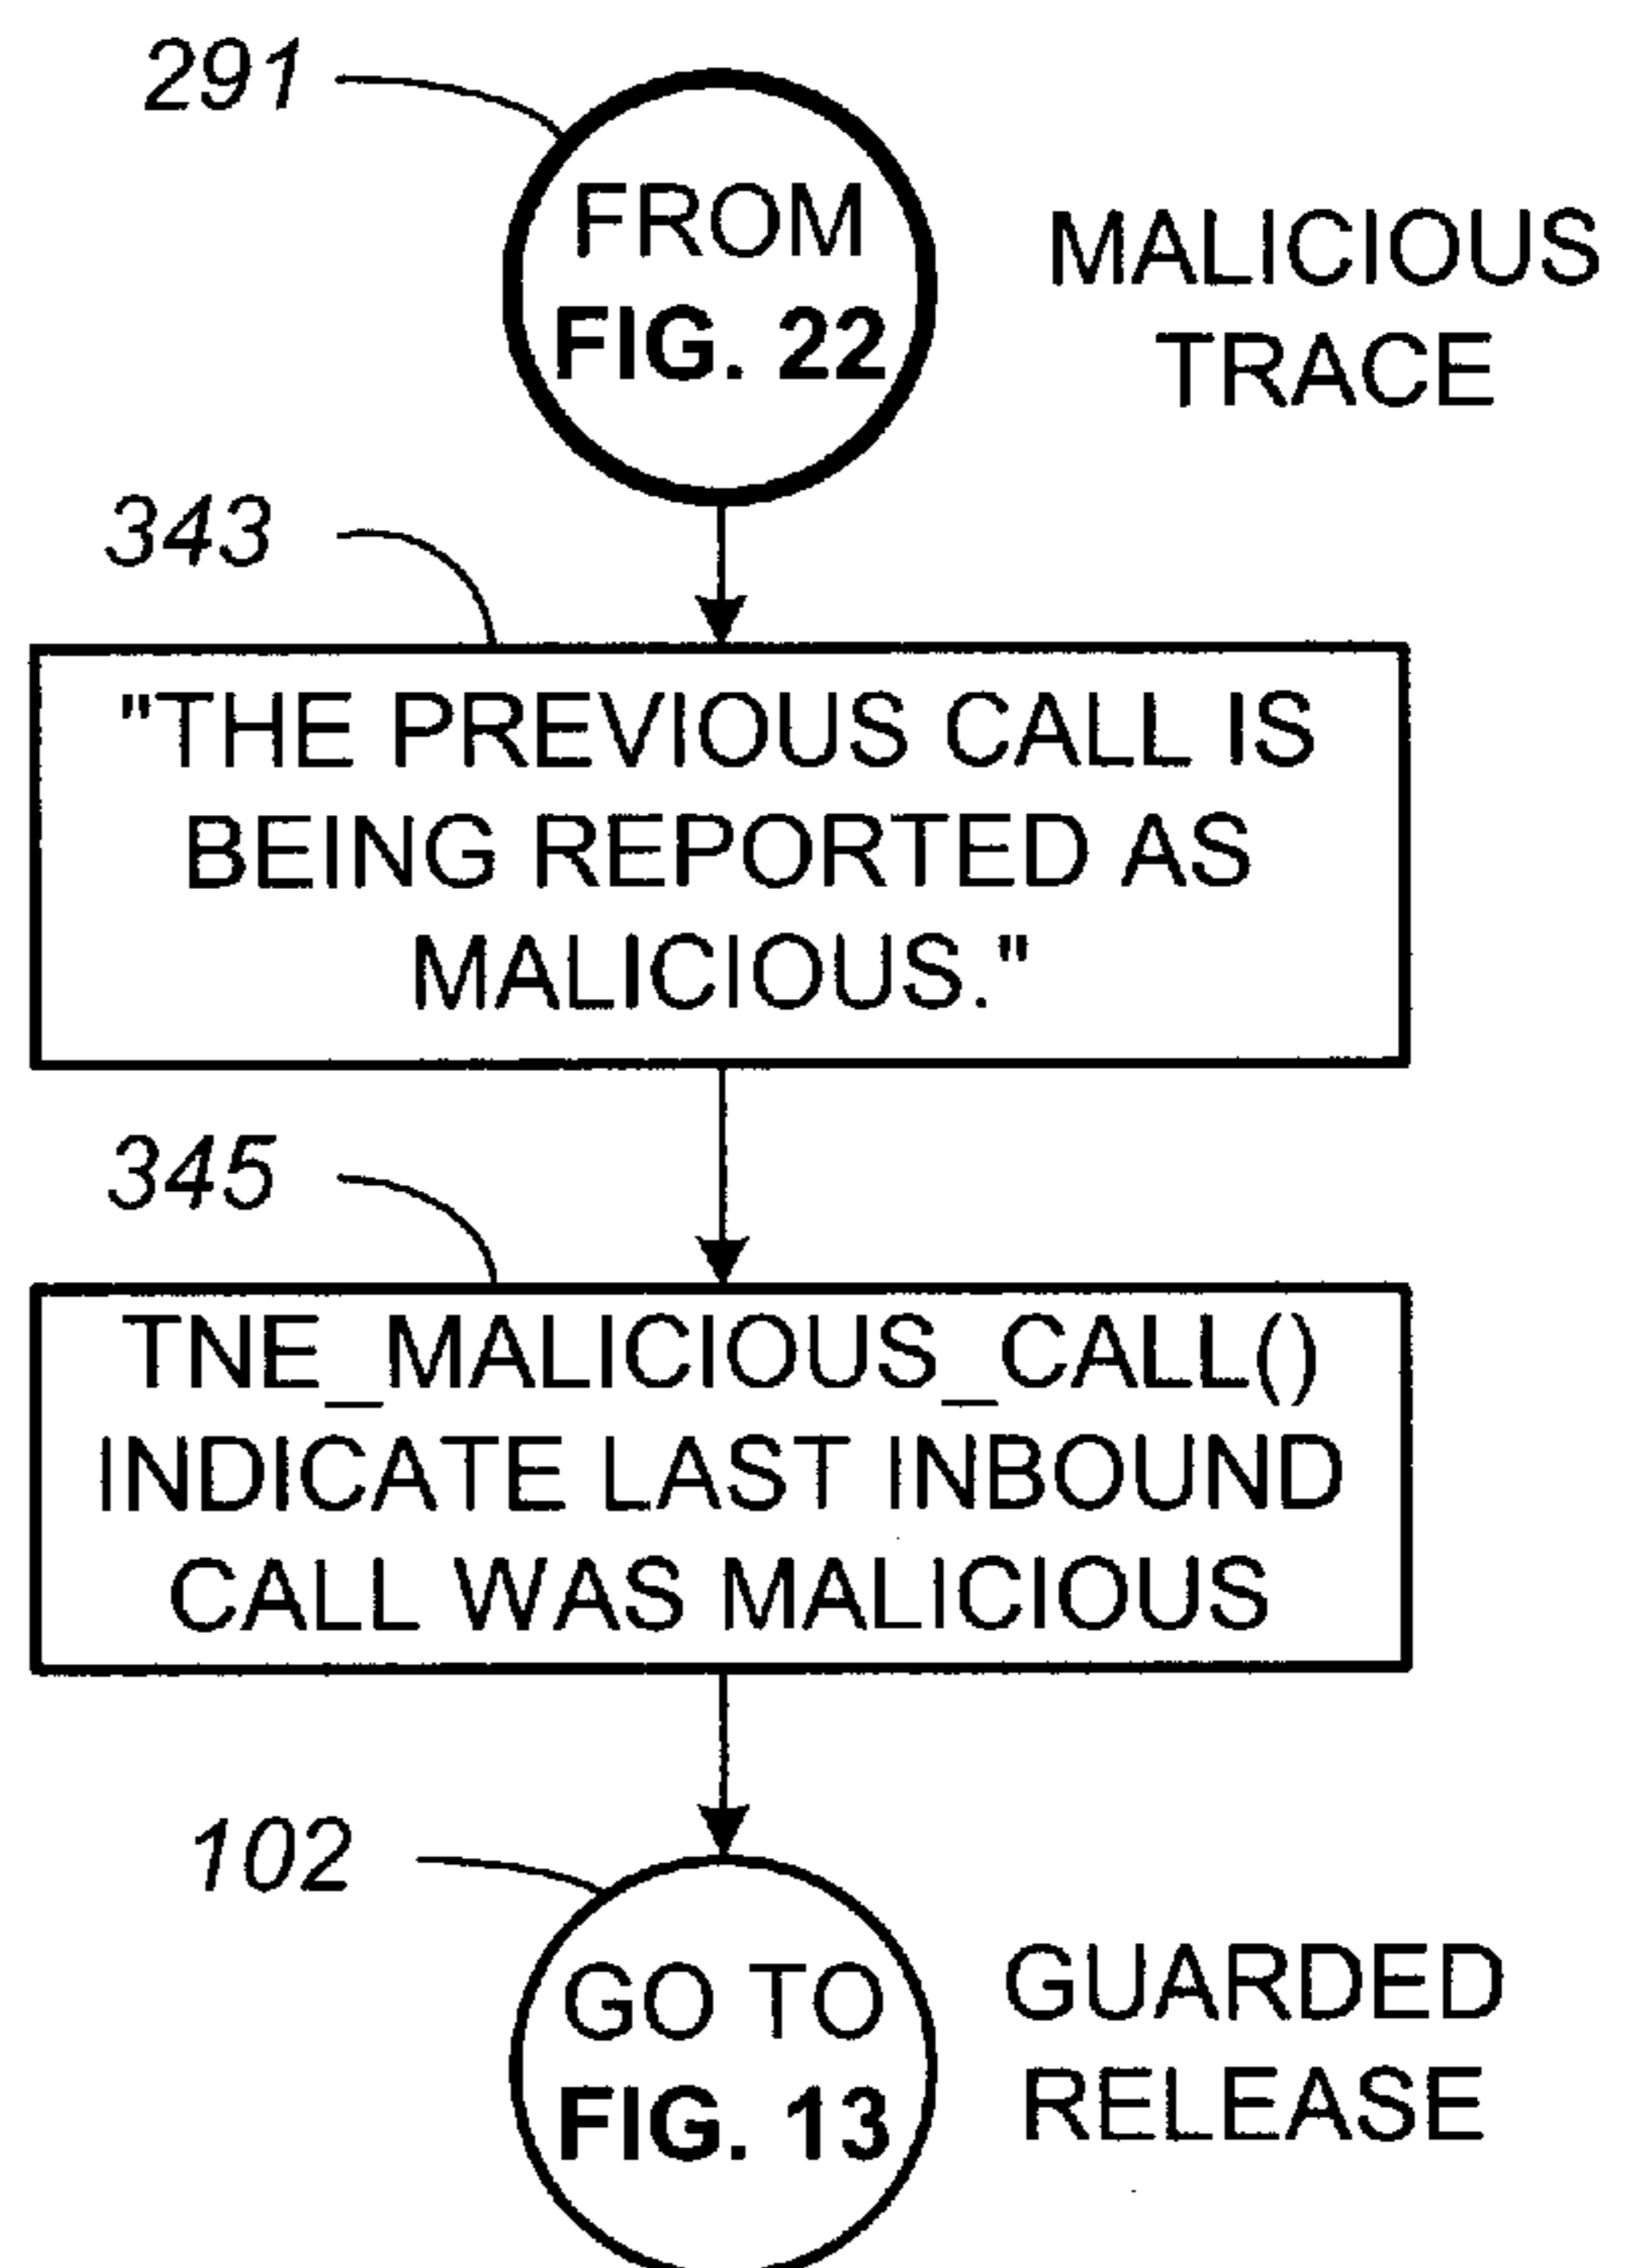 291
FROM
FIG. 22
MALICIOUS
TRACE
343
"THE PREVIOUS CALL IS
BEING REPORTED AS
MALICIOUS."
345
TNE_MALICIOUS_CALL()
INDICATE LAST INBOUND
CALL WAS MALICIOUS
102
GO TO
FIG. 13
GUARDED
RELEASE